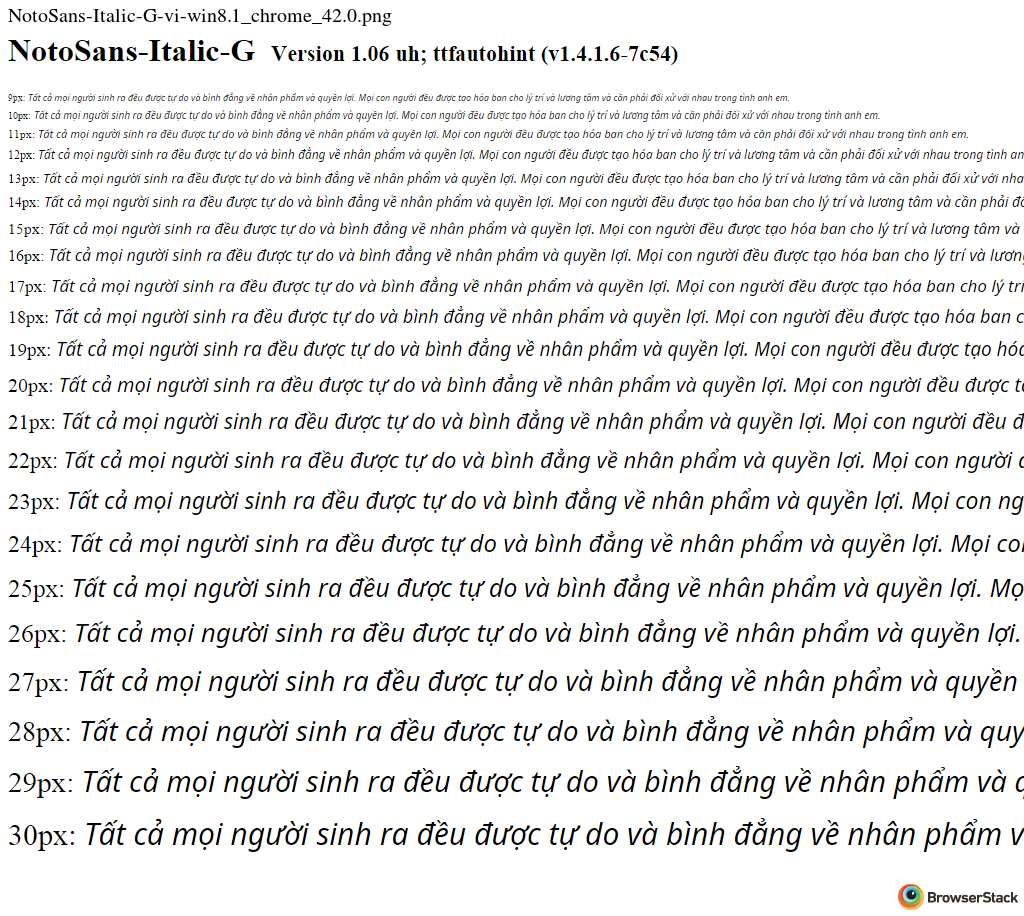 NotoSans-Italic-G-vi-win8.1_chrome_42.0.png
NotoSans-Italic-G Version 1.06 uh; ttfautohint (v1.4.1.6-7c54)
9px: Tất cả mọi người sinh ra đều được tự do và bình đẳng về nhân phẩm và quyền lợi. Mọi con người đều được tạo hóa ban cho lý trí và lương tâm và cần phải đối xử với nhau trong tình anh em.
10px: Tất cả mọi người sinh ra đều được tự do và bình đẳng về nhân phẩm và quyền lợi. Mọi con người đều được tạo hóa ban cho lý trí và lương tâm và cần phải đối xử với nhau trong tình anh em.
11px: Tất cả mọi người sinh ra đều được tự do và bình đẳng về nhân phẩm và quyền lợi. Mọi con người đều được tạo hóa ban cho lý trí và lương tâm và cần phải đối xử với nhau trong tình anh em.
12px: Tất cả mọi người sinh ra đều được tự do và bình đẳng về nhân phẩm và quyền lợi. Mọi con người đều được tạo hóa ban cho lý trí và lương tâm và cần phải đối xử với nhau trong tình an
13px: Tất cả mọi người sinh ra đều được tự do và bình đẳng về nhân phẩm và quyền lợi. Mọi con người đều được tạo hóa ban cho lý trí và lương tâm và cần phải đối xử với nha
14px: Tất cả mọi người sinh ra đều được tự do và bình đẳng về nhân phẩm và quyền lợi. Mọi con người đều được tạo hóa ban cho lý trí và lương tâm và cần phải đố
15px: Tất cả mọi người sinh ra đều được tự do và bình đẳng về nhân phẩm và quyền lợi. Mọi con người đều được tạo hóa ban cho lý trí và lương tâm và
16px: Tất cả mọi người sinh ra đều được tự do và bình đẳng về nhân phẩm và quyền lợi. Mọi con người đều được tạo hóa ban cho lý trí và lươn
17px: Tất cả mọi người sinh ra đều được tự do và bình đẳng về nhân phẩm và quyền lợi. Mọi con người đều được tạo hóa ban cho lý trí
18px: Tất cả mọi người sinh ra đều được tự do và bình đẳng về nhân phẩm và quyền lợi. Mọi con người đều được tạo hóa ban c
19px: Tất cả mọi người sinh ra đều được tự do và bình đẳng về nhân phẩm và quyền lợi. Mọi con người đều được tạo hóa
20px: Tất cả mọi người sinh ra đều được tự do và bình đẳng về nhân phẩm và quyền lợi. Mọi con người đều được t
21px: Tất cả mọi người sinh ra đều được tự do và bình đẳng về nhân phẩm và quyền lợi. Mọi con người đều đ
22px: Tất cả mọi người sinh ra đều được tự do và bình đẳng về nhân phẩm và quyền lợi. Mọi con người
23px: Tất cả mọi người sinh ra đều được tự do và bình đẳng về nhân phẩm và quyền lợi. Mọi con ng
24px: Tất cả mọi người sinh ra đều được tự do và bình đẳng về nhân phẩm và quyền lợi. Mọi con
25px: Tất cả mọi người sinh ra đều được tự do và bình đẳng về nhân phẩm và quyền lợi. Mọ
26px: Tất cả mọi người sinh ra đều được tự do và bình đẳng về nhân phẩm và quyền lợi.
27px: Tất cả mọi người sinh ra đều được tự do và bình đẳng về nhân phẩm và quyền
28px: Tất cả mọi người sinh ra đều được tự do và bình đẳng về nhân phẩm và quy
29px: Tất cả mọi người sinh ra đều được tự do và bình đẳng về nhân phẩm và q
30px: Tất cả mọi người sinh ra đều được tự do và bình đẳng về nhân phẩm v
BrowserStack